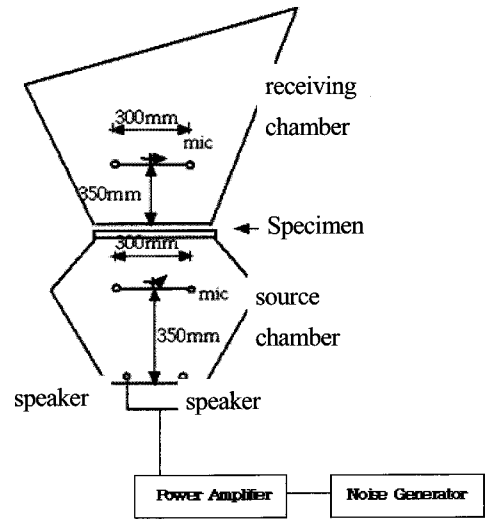 receiving
chamber
300mm
mic
350mm
Specimen
300mm
mic
source
chamber
350mm
speaker
speaker
Power Amplifier
Noise Generator